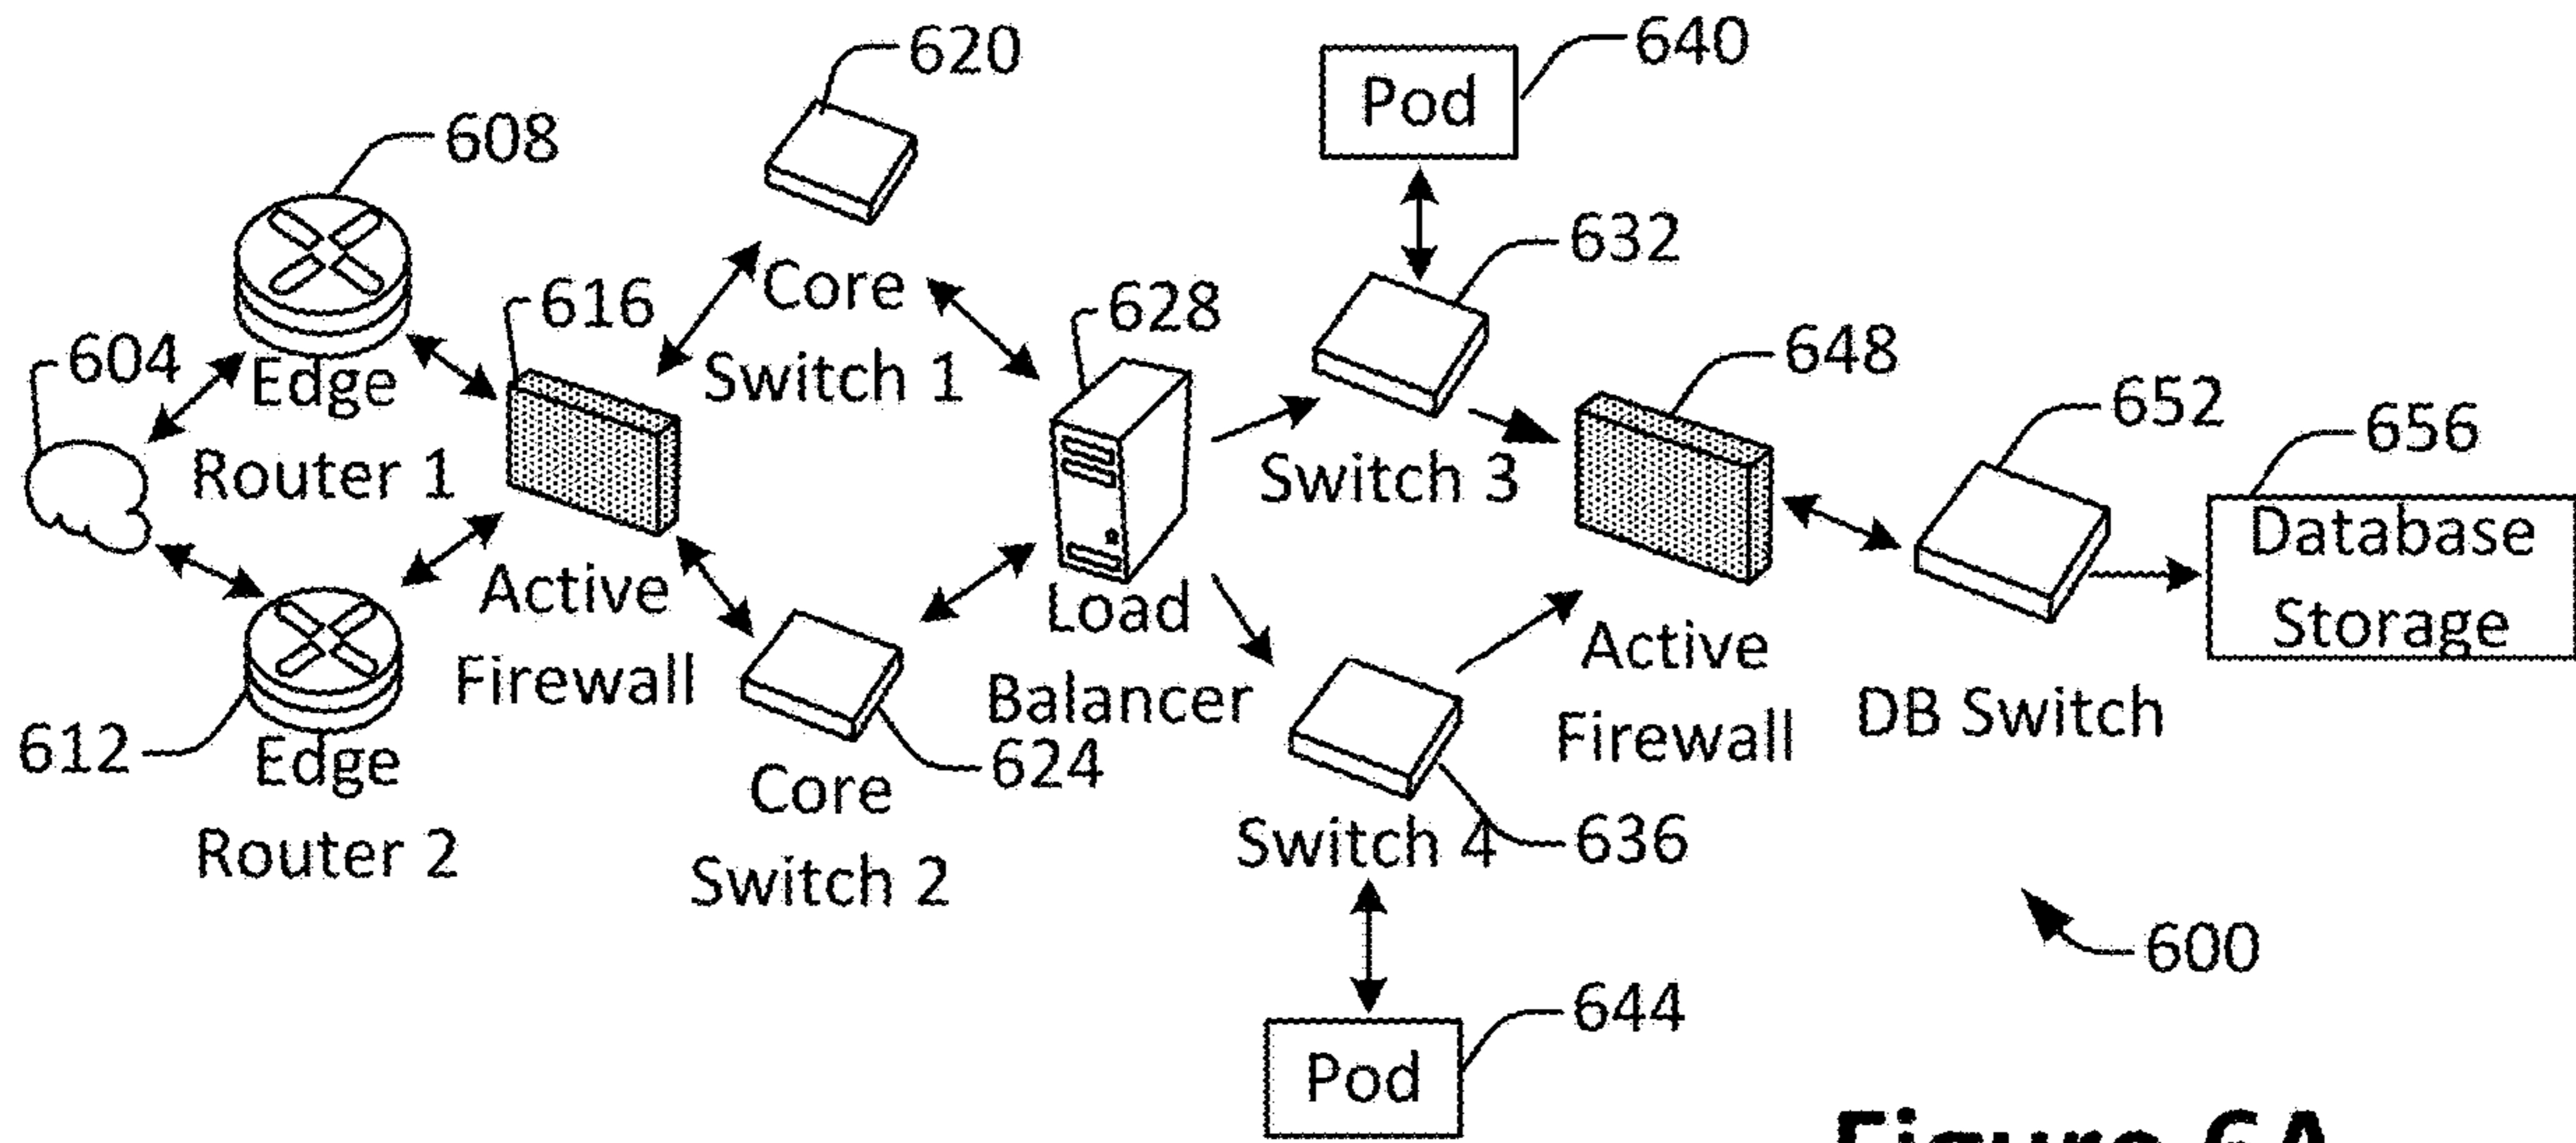 620
640
Pod
608
632
616
628
Core
Switch 1
604
Edge
Router 1
648
652
656
Switch 3
Database
Storage
Active
Firewall
Load
Balancer
Active
Firewall
DB Switch
612
Edge
Router 2
624
Core
Switch 2
Switch 4
636
600
644
Pod
Figure 6A